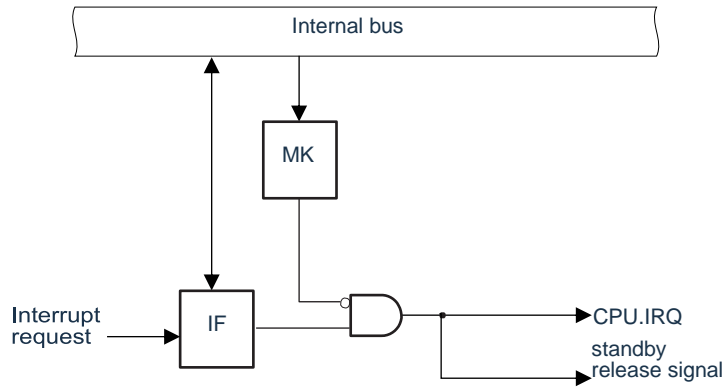 Internal bus
MK
Interrupt
request
IF
CPU.IRQ
standby
release signal